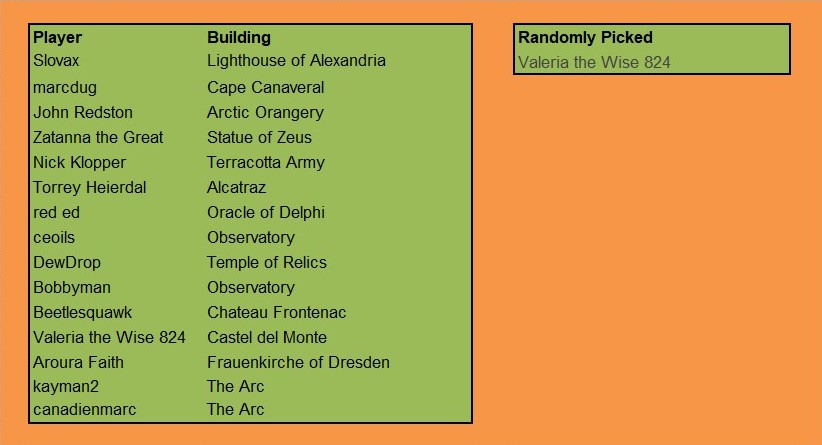 Player Building
Slovax Lighthouse of Alexandria
marcdug Cape Canaveral
John Redston Arctic Orangery
Zatanna the Great Statue of Zeus
Nick Klopper Terracotta Army
Torrey Heierdal Alcatraz
red ed Oracle of Delphi
ceoils Observatory
DewDrop Temple of Relics
Bobbyman Observatory
Beetlesquawk Chateau Frontenac
Valeria the Wise 824 Castel del Monte
Aroura Faith Frauenkirche of Dresden
kayman2 The Arc
canadienmarc The Arc
Randomly Picked
Valeria the Wise 824